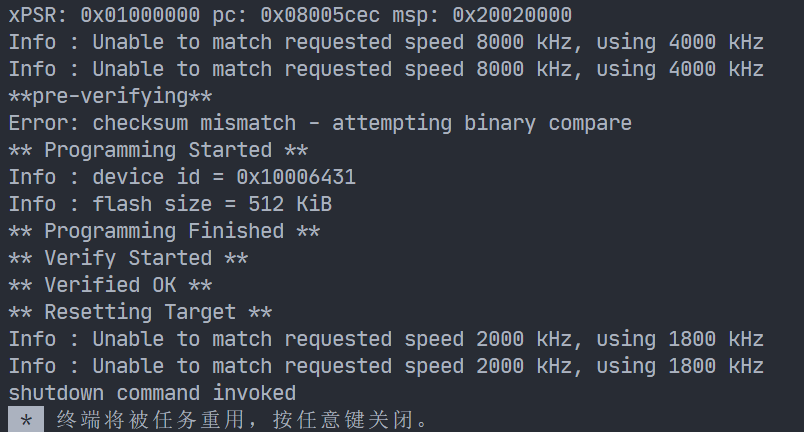 xPSR: 0x01000000 pc: 0x08005cec msp: 0x20020000
Info : Unable to match requested speed 8000 kHz, using 4000 kHz
Info : Unable to match requested speed 8000 kHz, using 4000 kHz
**pre-verifying**
Error: checksum mismatch - attempting binary compare
** Programming Started **
Info : device id = 0x10006431
Info : flash size = 512 KiB
** Programming Finished **
** Verify Started **
** Verified OK **
** Resetting Target **
Info : Unable to match requested speed 2000 kHz, using 1800 kHz
Info : Unable to match requested speed 2000 kHz, using 1800 kHz
shutdown command invoked
* 终端将被任务重用，按任意键关闭。